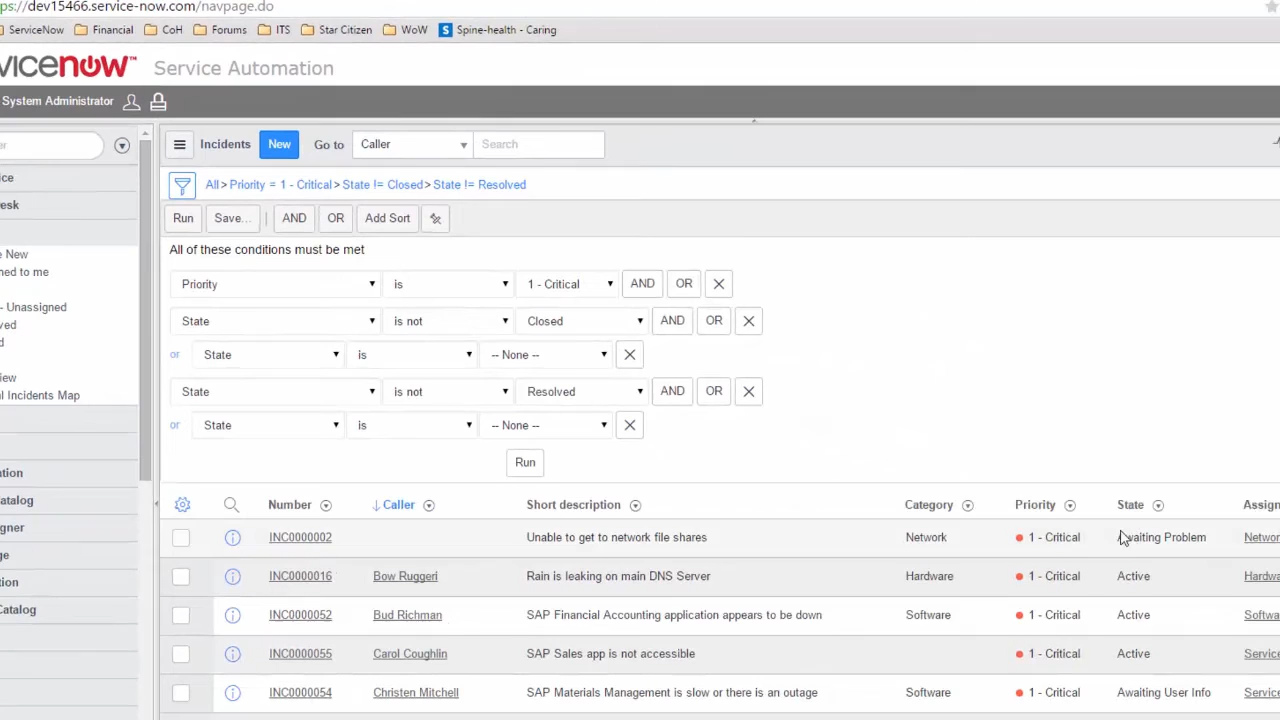 ps://dev15466.service-now.com/navpage.do
ServiceNow Financial CoH Forums ITS Star Citizen WoW S Spine-health - Caring
vicenow™ Service Automation
System Administrator
er
Incidents New Go to Caller Search
ice
All > Priority = 1 - Critical > State != Closed > State != Resolved
esk
Run Save... AND OR Add Sort
All of these conditions must be met
e New
ned to me
Priority is 1 - Critical AND OR
- Unassigned
State is not Closed AND OR
ved
d
or State is -- None --
iew
State is not Resolved AND OR
l Incidents Map
or State is -- None --
Run
tion
atalog
Number Caller Short description Category Priority State Assign
igner
INC0000002 Unable to get to network file shares Network 1 - Critical Awaiting Problem Networ
ge
INC0000016 Bow Ruggeri Rain is leaking on main DNS Server Hardware 1 - Critical Active Hardwa
tion
Catalog
INC0000052 Bud Richman SAP Financial Accounting application appears to be down Software 1 - Critical Active Softwa
INC0000055 Carol Coughlin SAP Sales app is not accessible 1 - Critical Active Service
INC0000054 Christen Mitchell SAP Materials Management is slow or there is an outage Software 1 - Critical Awaiting User Info Service